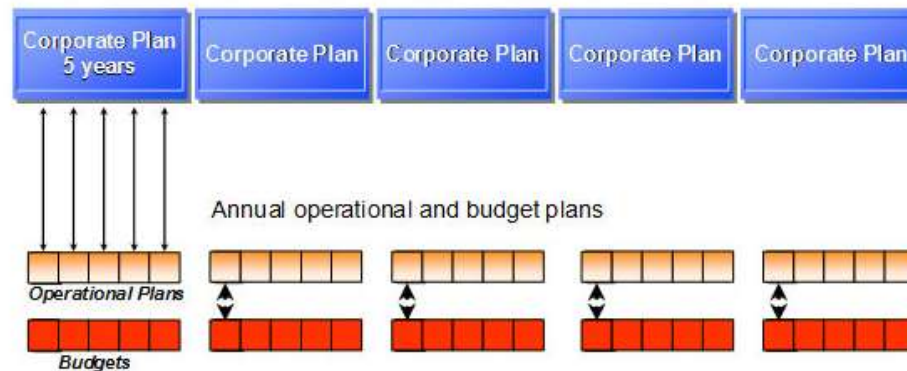 Corporate Plan
5 years
Corporate Plan
Corporate Plan
Corporate Plan
Corporate Plan
Annual operational and budget plans
Operational Plans
Budgets